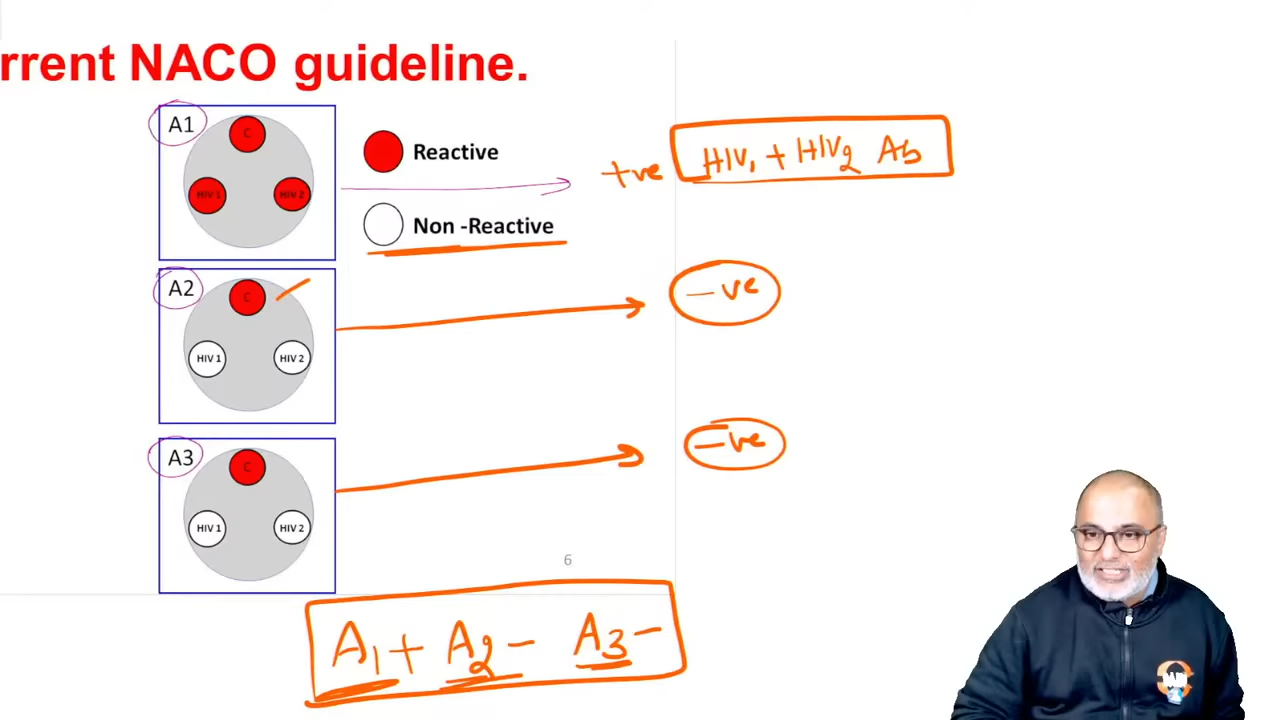 rrent NACO guideline.
A1
C
HIV 1 HIV 2
Reactive
Non -Reactive
+ve HIV1 + HIV2 Ab
A2
C
HIV 1 HIV 2
-ve
A3
C
HIV 1 HIV 2
-ve
6
A1+ A2- A3-